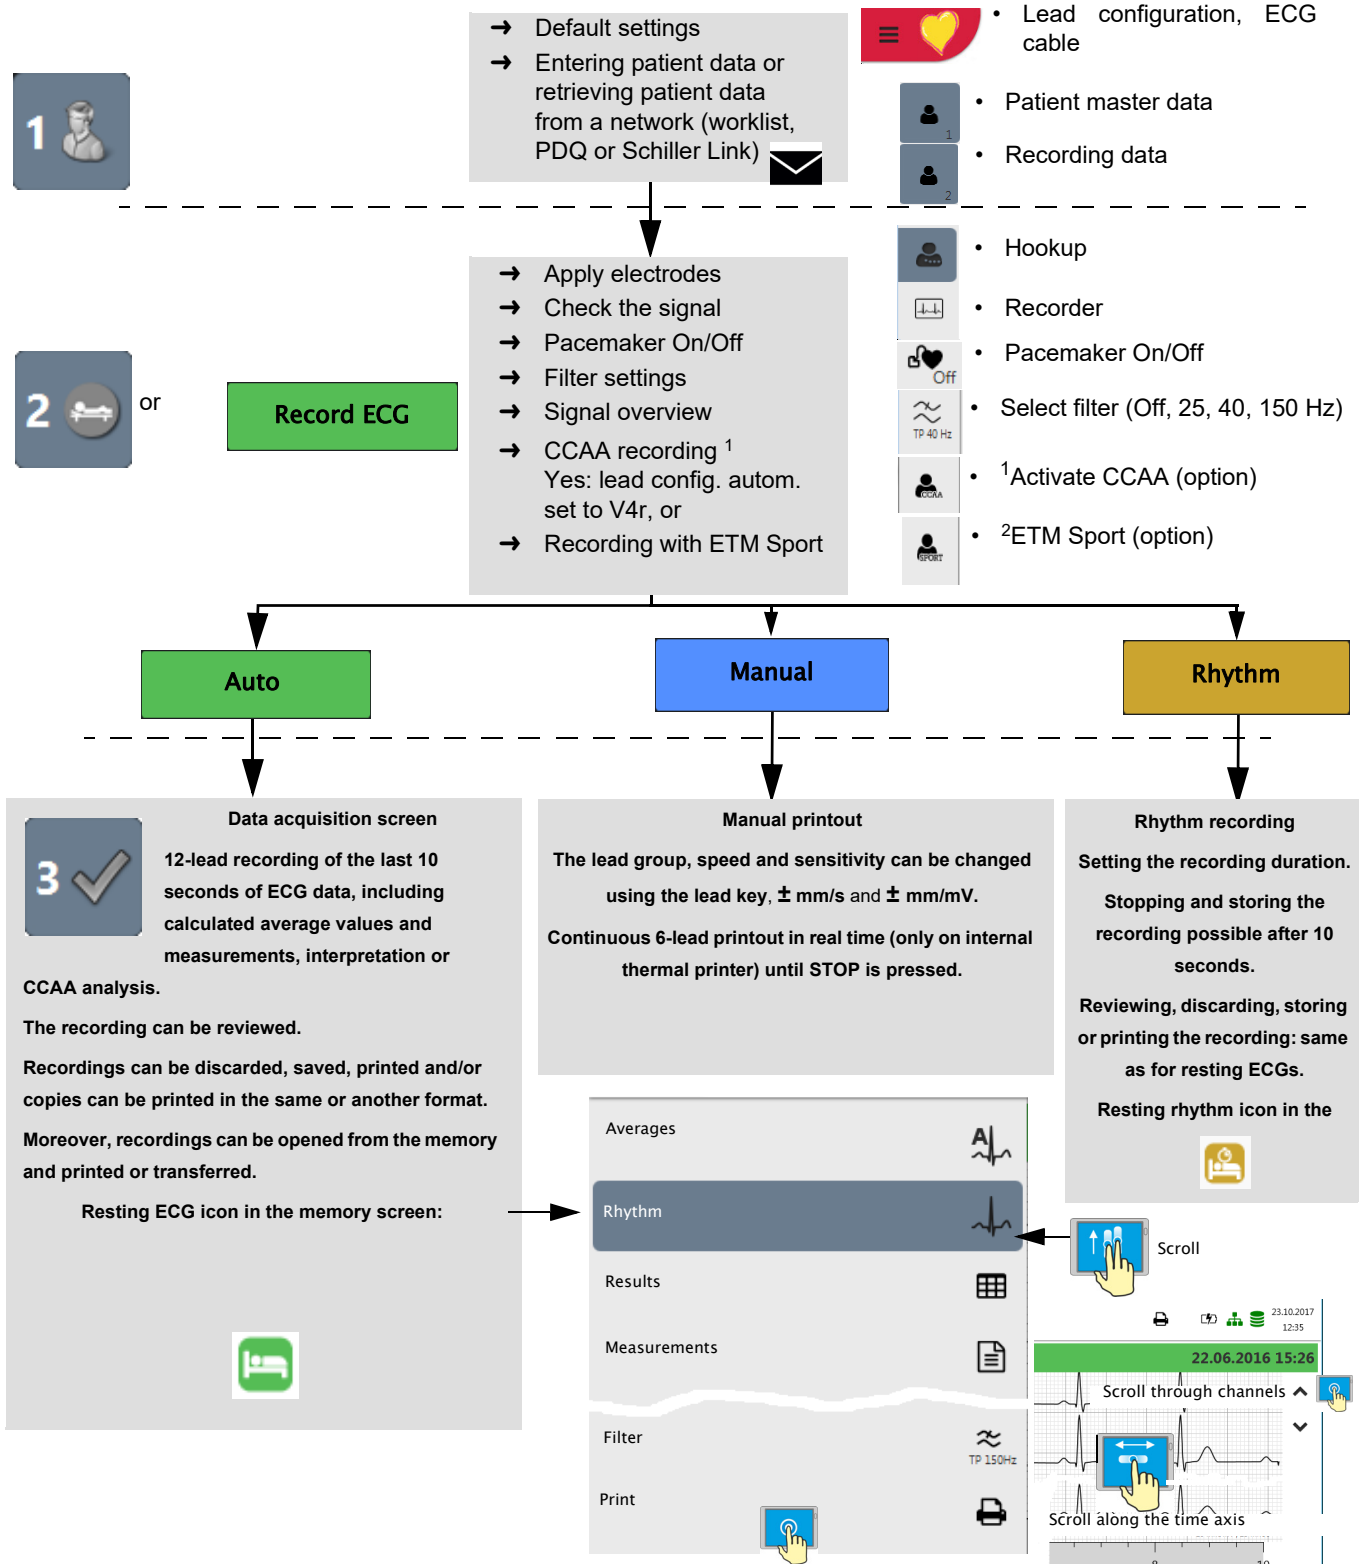 ➔ Default settings
➔ Entering patient data or
retrieving patient data
from a network (worklist,
PDQ or Schiller Link)
• Lead configuration, ECG
cable
1
1
• Patient master data
2
• Recording data
2
or
Record ECG
➔ Apply electrodes
➔ Check the signal
➔ Pacemaker On/Off
➔ Filter settings
➔ Signal overview
➔ CCAA recording 1
Yes: lead config. autom.
set to V4r, or
➔ Recording with ETM Sport
• Hookup
• Recorder
Off
• Pacemaker On/Off
TP 40 Hz
• Select filter (Off, 25, 40, 150 Hz)
CCAA
• 1Activate CCAA (option)
SPORT
• 2ETM Sport (option)
Auto
Manual
Rhythm
3
Data acquisition screen
12-lead recording of the last 10
seconds of ECG data, including
calculated average values and
measurements, interpretation or
CCAA analysis.
The recording can be reviewed.
Recordings can be discarded, saved, printed and/or
copies can be printed in the same or another format.
Moreover, recordings can be opened from the memory
and printed or transferred.
Resting ECG icon in the memory screen:
Manual printout
The lead group, speed and sensitivity can be changed
using the lead key, ± mm/s and ± mm/mV.
Continuous 6-lead printout in real time (only on internal
thermal printer) until STOP is pressed.
Rhythm recording
Setting the recording duration.
Stopping and storing the
recording possible after 10
seconds.
Reviewing, discarding, storing
or printing the recording: same
as for resting ECGs.
Resting rhythm icon in the
Averages
A
Rhythm
Results
Measurements
Filter
TP 150Hz
Print
Scroll
23.10.2017
12:35
22.06.2016 15:26
Scroll through channels
Scroll along the time axis
8
10